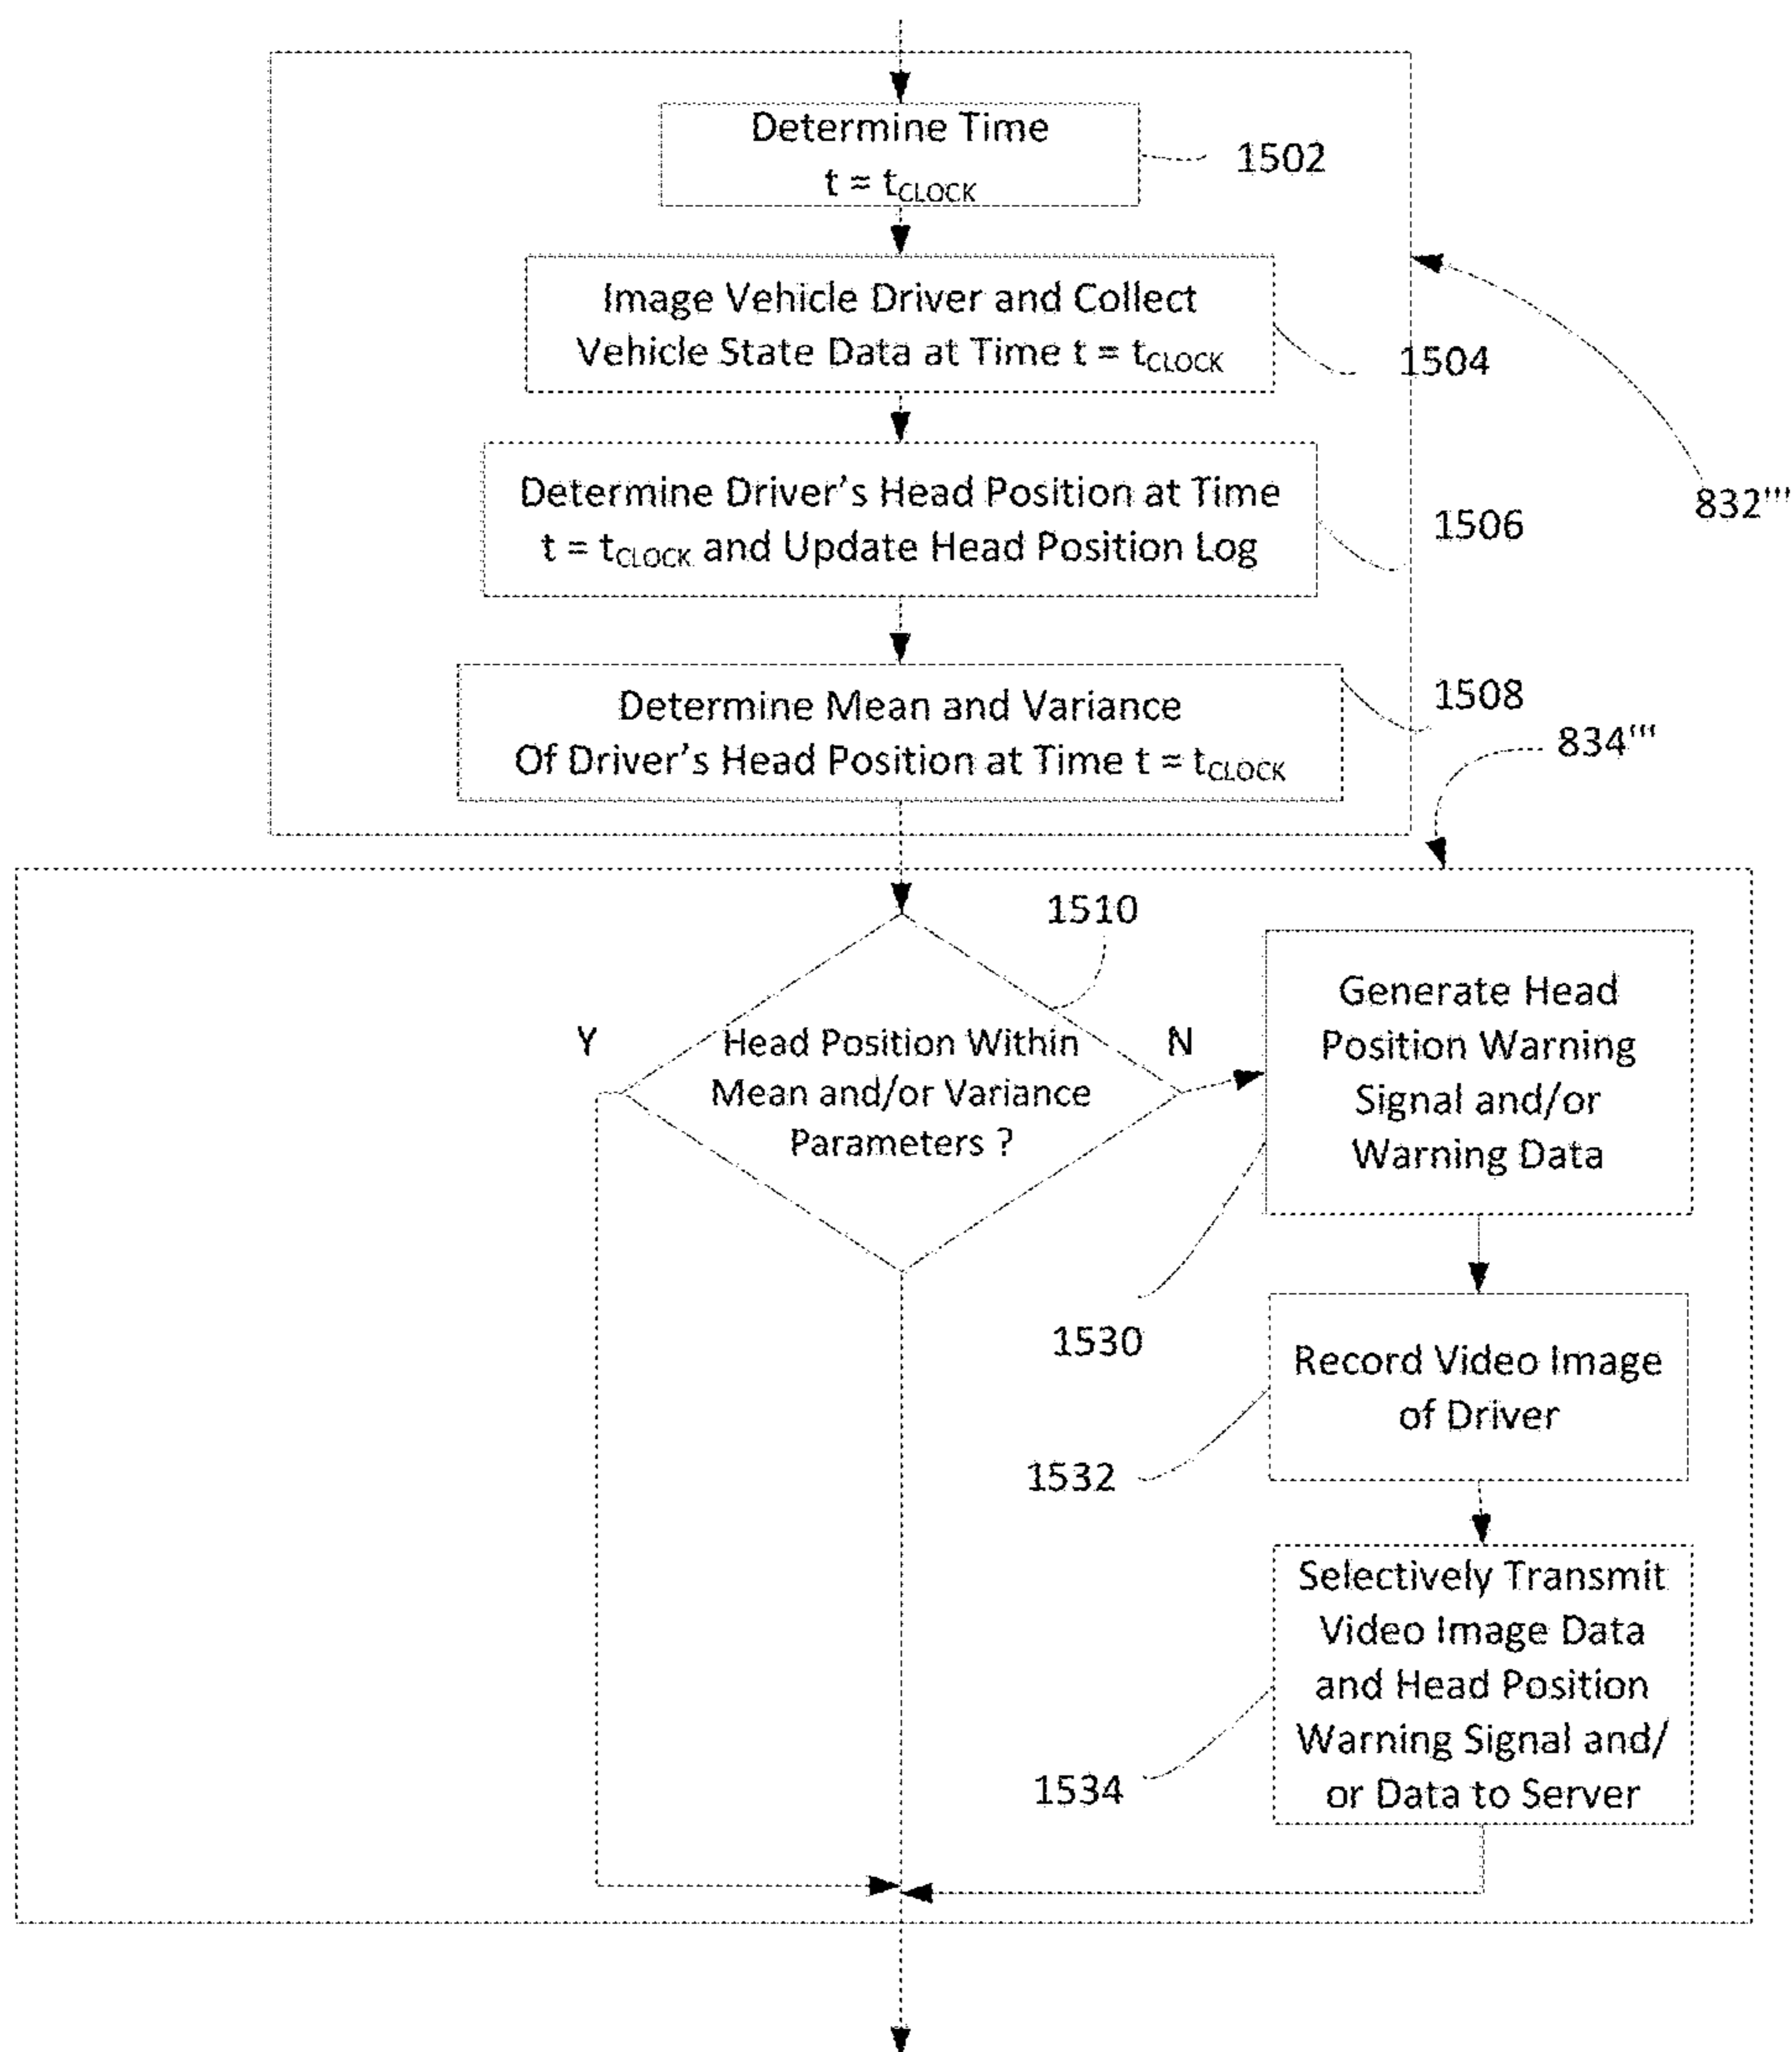 Determine Time
t = tCLOCK
1502
Image Vehicle Driver and Collect
Vehicle State Data at Time t = tCLOCK
1504
832'''
Determine Driver's Head Position at Time
t = tCLOCK and Update Head Position Log
1506
Determine Mean and Variance
Of Driver's Head Position at Time t = tCLOCK
1508
834'''
1510
Y
Head Position Within
Mean and/or Variance
Parameters ?
N
Generate Head
Position Warning
Signal and/or
Warning Data
1530
Record Video Image
of Driver
1532
Selectively Transmit
Video Image Data
and Head Position
Warning Signal and/
or Data to Server
1534